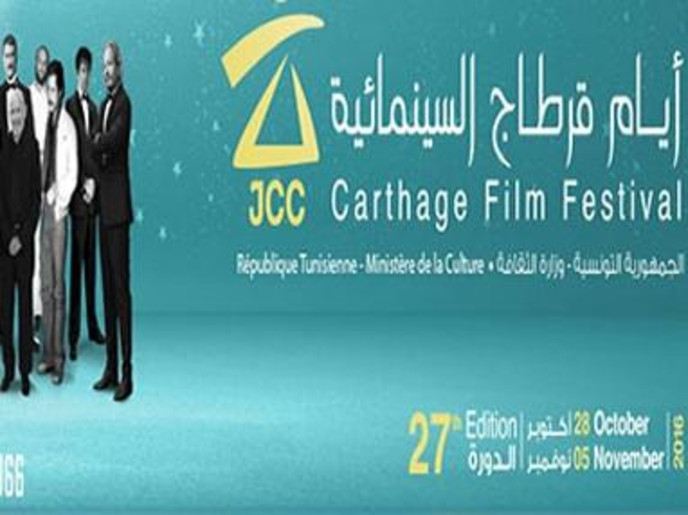 أيام قرطاج السينمائية
JCC Carthage Film Festival
République Tunisienne - Ministère de la Culture • الجمهورية التونسية - وزارة الثقافة
27th Edition الدورة
28 October أكتوبر
05 November نوفمبر
2016
966